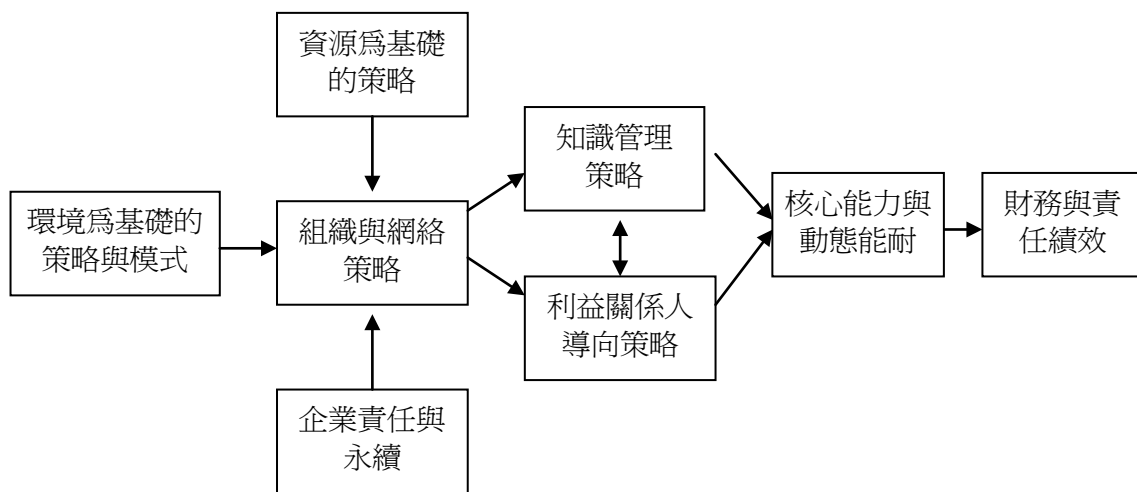 資源為基礎
的策略
知識管理
策略
環境為基礎的
策略與模式
組織與網絡
策略
核心能力與
動態能耐
財務與責
任績效
利益關係人
導向策略
企業責任與
永續